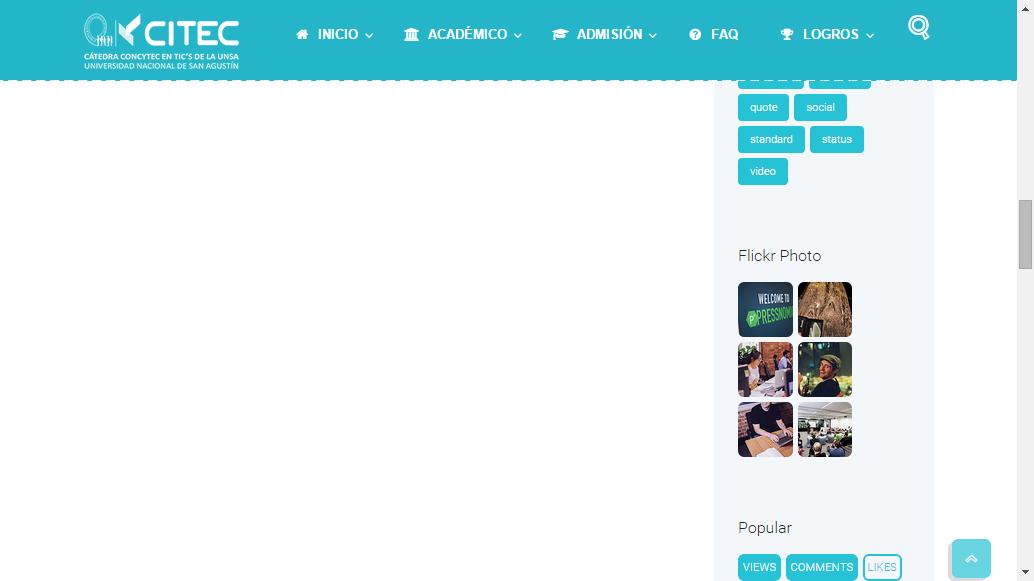 CITEC
CÁTEDRA CONCYTEC EN TIC'S DE LA UNSA
UNIVERSIDAD NACIONAL DE SAN AGUSTÍN
INICIO
ACADÉMICO
ADMISIÓN
FAQ
LOGROS
quote
social
standard
status
video
Flickr Photo
WELCOME TO
Popular
VIEWS
COMMENTS
LIKES